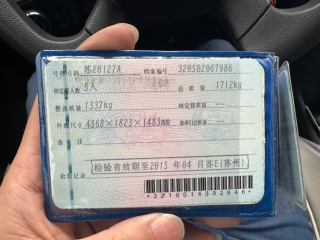 号牌号码 苏E6127A 档案编号 320502067986
核定载人数 5人 总质量 1712kg
整备质量 1337kg 核定载质量 --
外廓尺寸 4368×1823×1483mm 准牵引总质量 --
备注
检验有效期至2015年04月苏E(苏州)
检验记录
*3210014392946*